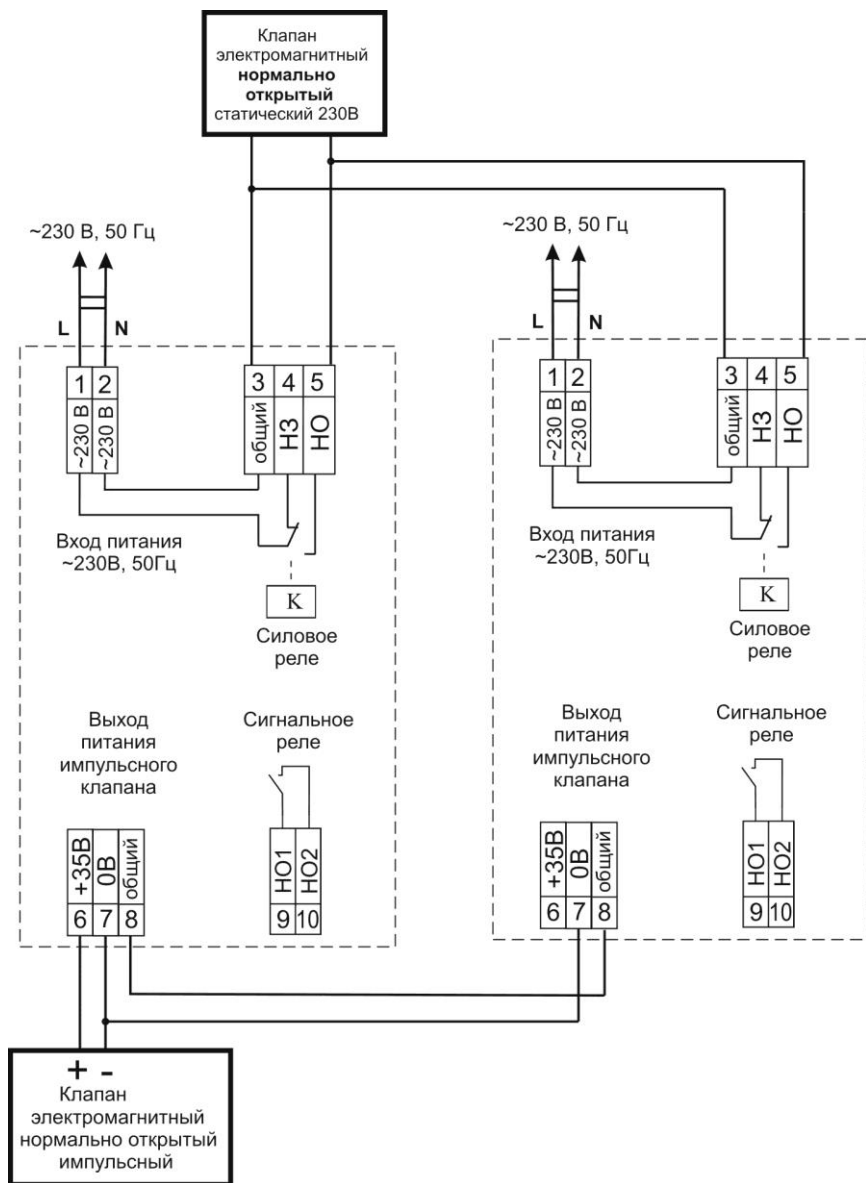 Клапан
электромагнитный
нормально
открытый
статический 230В
~230 В, 50 Гц
L N
1 2
~230 В ~230 В
3 4 5
общий НЗ НО
Вход питания
~230В, 50Гц
K
Силовое
реле
Выход
питания
импульсного
клапана
Сигнальное
реле
+35В 0В общий
6 7 8
НО1 НО2
9 10
~230 В, 50 Гц
L N
1 2
~230 В ~230 В
3 4 5
общий НЗ НО
Вход питания
~230В, 50Гц
K
Силовое
реле
Выход
питания
импульсного
клапана
Сигнальное
реле
+35В 0В общий
6 7 8
НО1 НО2
9 10
+ -
Клапан
электромагнитный
нормально открытый
импульсный